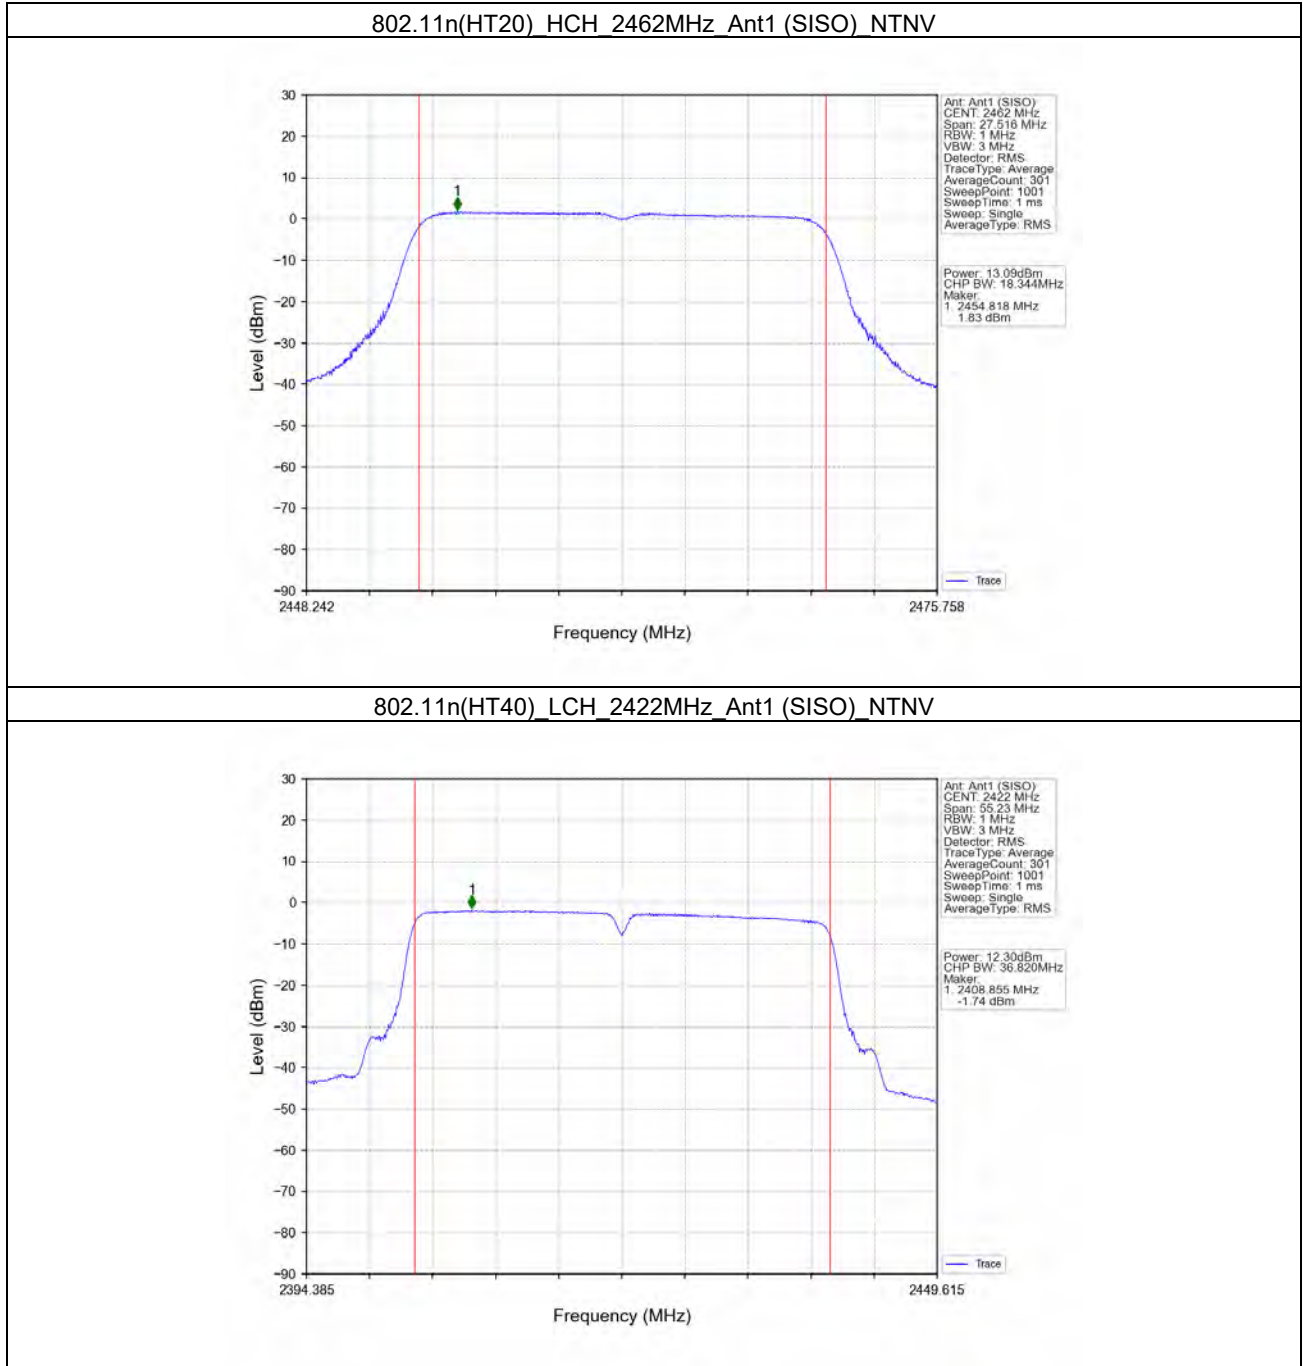 802.11n(HT20)_HCH_2462MHz_Ant1 (SISO)_NTNV
30
20
10
0
-10
-20
-30
-40
-50
-60
-70
-80
-90
Level (dBm)
1
2448.242
2475.758
Frequency (MHz)
Ant: Ant1 (SISO)
CENT: 2462 MHz
Span: 27.516 MHz
RBW: 1 MHz
VBW: 3 MHz
Detector: RMS
TraceType: Average
AverageCount: 301
SweepPoint: 1001
SweepTime: 1 ms
Sweep: Single
AverageType: RMS
Power: 13.09dBm
CHP BW: 18.344MHz
Maker:
1. 2454.818 MHz
1.83 dBm
Trace
802.11n(HT40)_LCH_2422MHz_Ant1 (SISO)_NTNV
30
20
10
0
-10
-20
-30
-40
-50
-60
-70
-80
-90
Level (dBm)
1
2394.385
2449.615
Frequency (MHz)
Ant: Ant1 (SISO)
CENT: 2422 MHz
Span: 55.23 MHz
RBW: 1 MHz
VBW: 3 MHz
Detector: RMS
TraceType: Average
AverageCount: 301
SweepPoint: 1001
SweepTime: 1 ms
Sweep: Single
AverageType: RMS
Power: 12.30dBm
CHP BW: 36.820MHz
Maker:
1. 2408.855 MHz
-1.74 dBm
Trace